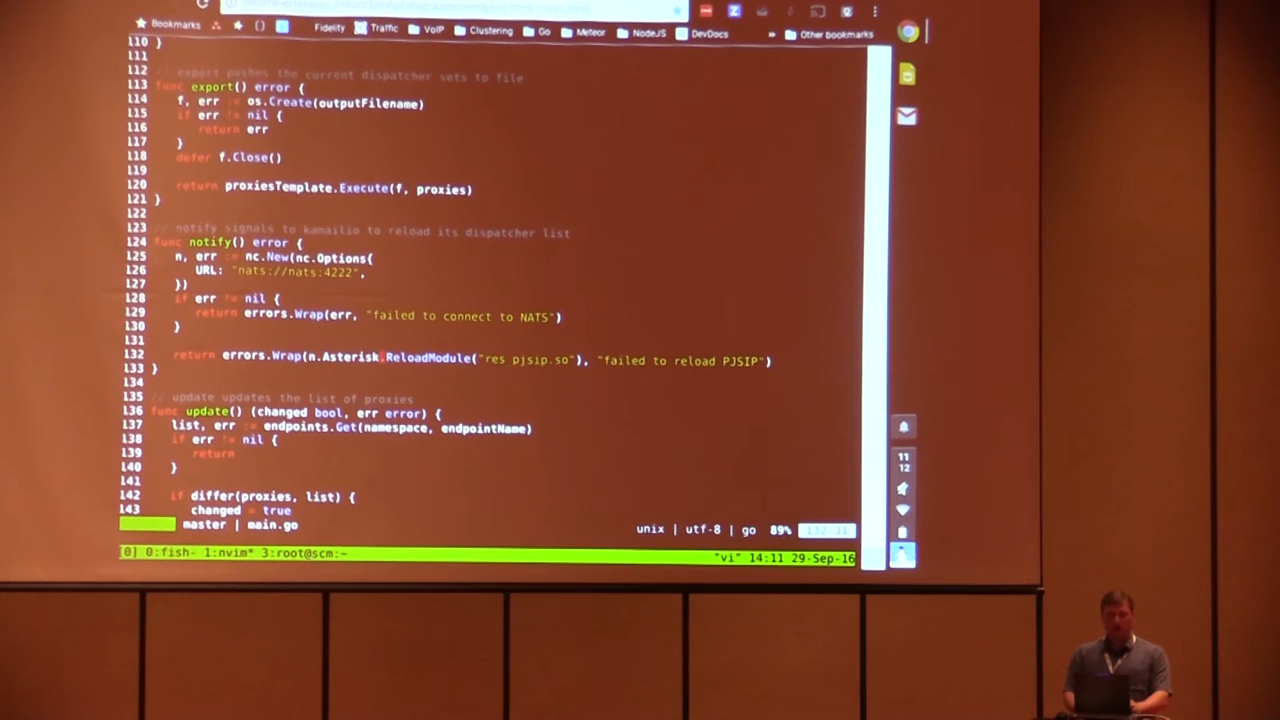 Bookmarks Fidelity Traffic VoIP Clustering Go Meteor NodeJS DevDocs » Other bookmarks
110 }
111
112 // export pushes the current dispatcher sets to file
113 func export() error {
114 f, err := os.Create(outputFilename)
115 if err != nil {
116 return err
117 }
118 defer f.Close()
119
120 return proxiesTemplate.Execute(f, proxies)
121 }
122
123 // notify signals to kamailio to reload its dispatcher list
124 func notify() error {
125 n, err := nc.New(nc.Options{
126 URL: "nats://nats:4222",
127 })
128 if err != nil {
129 return errors.Wrap(err, "failed to connect to NATS")
130 }
131
132 return errors.Wrap(n.Asterisk.ReloadModule("res_pjsip.so"), "failed to reload PJSIP")
133 }
134
135 // update updates the list of proxies
136 func update() (changed bool, err error) {
137 list, err := endpoints.Get(namespace, endpointName)
138 if err != nil {
139 return
140 }
141
142 if differ(proxies, list) {
143 changed = true
master | main.go unix | utf-8 | go 89%
[0] 0:fish- 1:nvim* 3:root@scm:~ "vi" 14:11 29-Sep-16
11
12